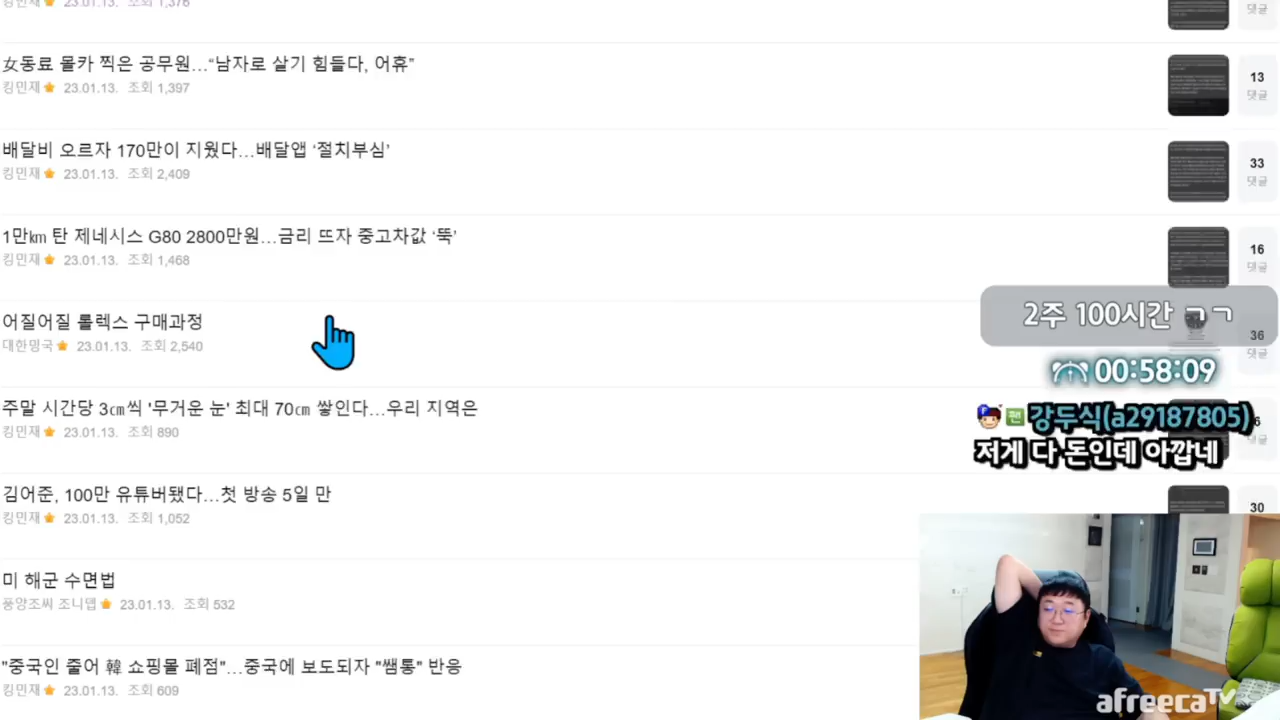 킹민재 23.01.13. 조회 1,376
댓글
女동료 몰카 찍은 공무원…“남자로 살기 힘들다, 어휴”
킹민재 23.01.13. 조회 1,397
13
댓글
배달비 오르자 170만이 지웠다…배달앱 ‘절치부심’
킹민재 23.01.13. 조회 2,409
33
댓글
1만㎞ 탄 제네시스 G80 2800만원…금리 뜨자 중고차값 ‘뚝’
킹민재 23.01.13. 조회 1,468
16
댓글
2주 100시간 ㄱㄱ
어질어질 롤렉스 구매과정
대한망국 23.01.13. 조회 2,540
36
댓글
00:58:09
주말 시간당 3㎝씩 '무거운 눈' 최대 70㎝ 쌓인다…우리 지역은
킹민재 23.01.13. 조회 890
댓글
팬 강두식(a29187805)
저게 다 돈인데 아깝네
김어준, 100만 유튜버됐다…첫 방송 5일 만
킹민재 23.01.13. 조회 1,052
30
미 해군 수면법
풍양조씨 조니뎁 23.01.13. 조회 532
"중국인 줄어 韓 쇼핑몰 폐점"…중국에 보도되자 "쌤통" 반응
킹민재 23.01.13. 조회 609
afreecaTV